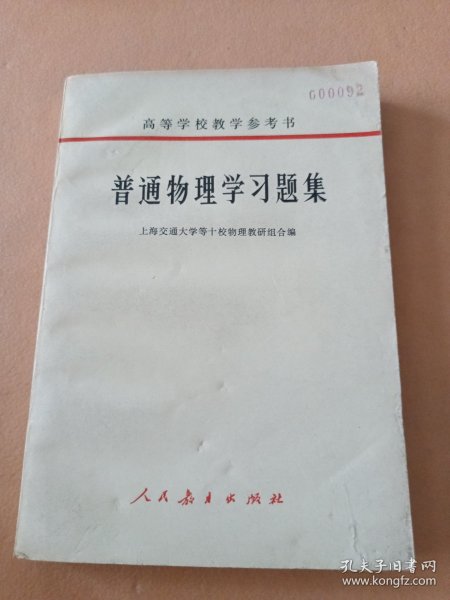 600092
高等学校教学参考书
普通物理学习题集
上海交通大学等十校物理教研组合编
人民教育出版社
孔夫子旧书网
www.kongfz.com